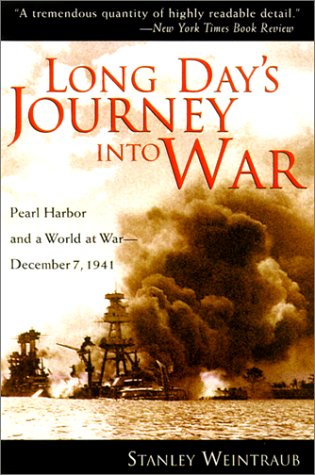 "A tremendous quantity of highly readable detail."
—New York Times Book Review
LONG DAY'S
JOURNEY
INTO WAR
Pearl Harbor
and a World at War—
December 7, 1941
STANLEY WEINTRAUB